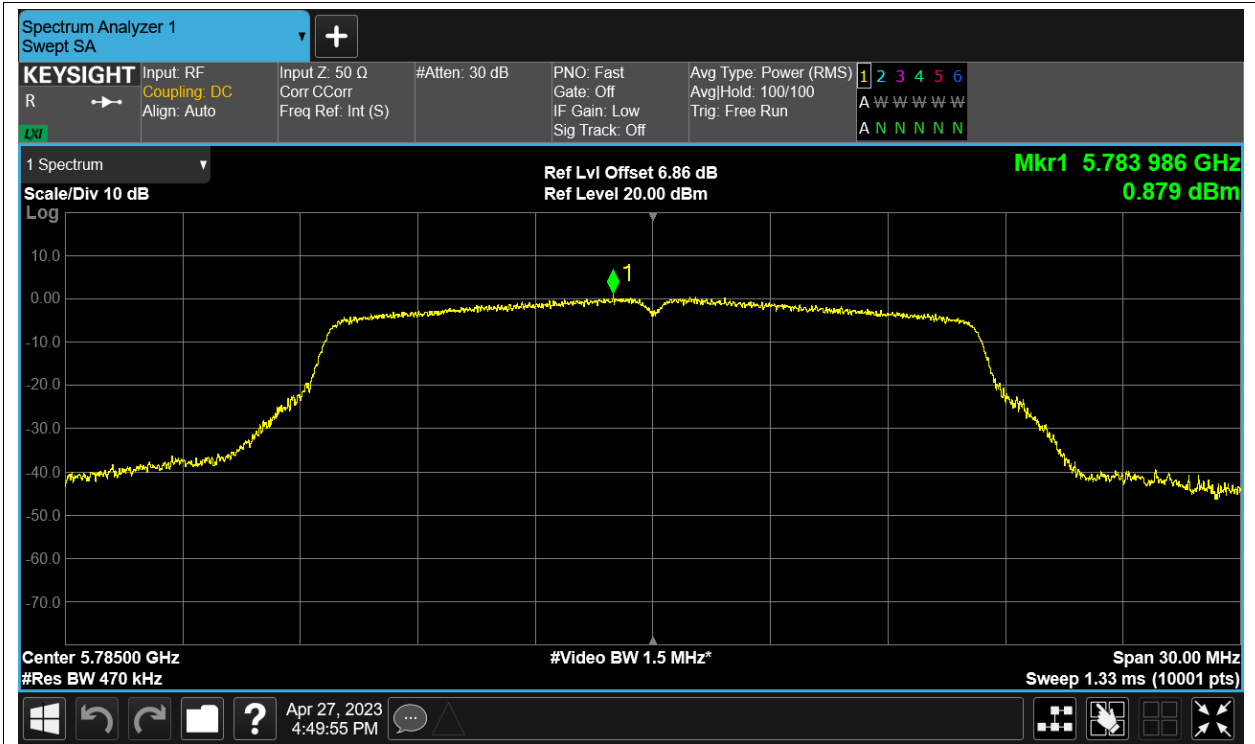 Spectrum Analyzer 1
Swept SA
KEYSIGHT
R
LXI
Input: RF
Coupling: DC
Align: Auto
Input Z: 50 Ω
Corr CCorr
Freq Ref: Int (S)
#Atten: 30 dB
PNO: Fast
Gate: Off
IF Gain: Low
Sig Track: Off
Avg Type: Power (RMS)
Avg|Hold: 100/100
Trig: Free Run
1 2 3 4 5 6
A W W W W W
A N N N N N
1 Spectrum
Scale/Div 10 dB
Log
Ref Lvl Offset 6.86 dB
Ref Level 20.00 dBm
Mkr1 5.783 986 GHz
0.879 dBm
1
10.0
0.00
-10.0
-20.0
-30.0
-40.0
-50.0
-60.0
-70.0
Center 5.78500 GHz
#Res BW 470 kHz
#Video BW 1.5 MHz*
Span 30.00 MHz
Sweep 1.33 ms (10001 pts)
?
Apr 27, 2023
4:49:55 PM